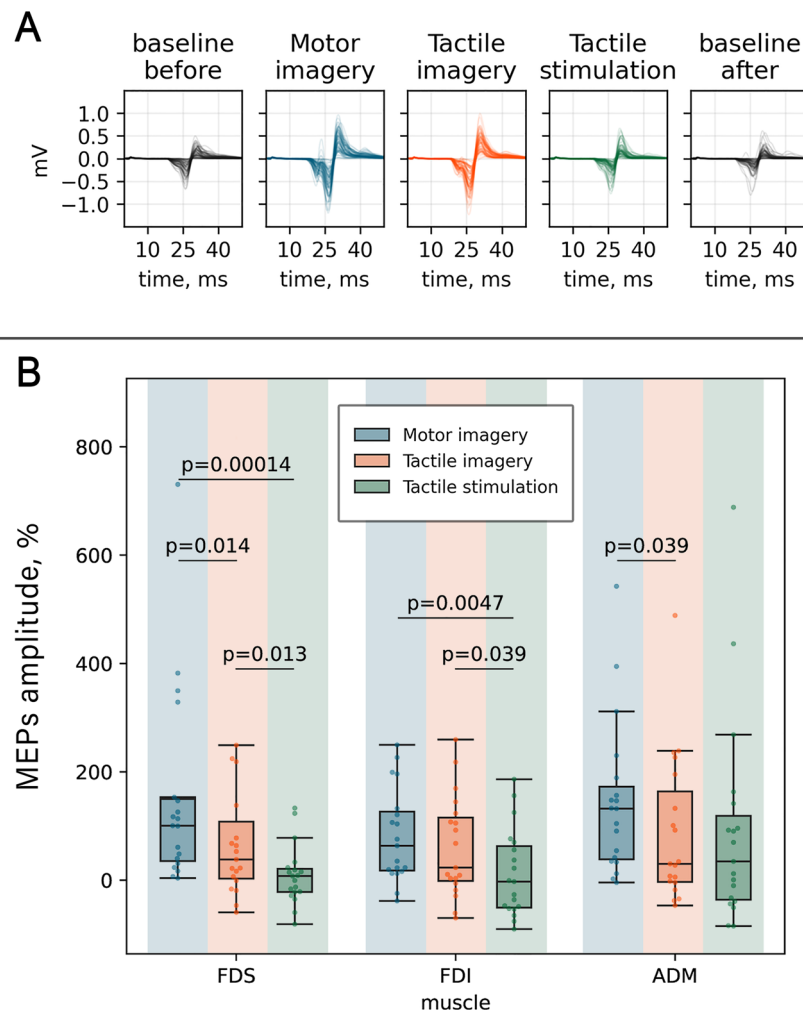 A
baseline before
Motor imagery
Tactile imagery
Tactile stimulation
baseline after
mV
1.0
0.5
0.0
−0.5
−1.0
10 25 40
10 25 40
10 25 40
10 25 40
10 25 40
time, ms
time, ms
time, ms
time, ms
time, ms
B
MEPs amplitude, %
800
600
400
200
0
Motor imagery
Tactile imagery
Tactile stimulation
p=0.00014
p=0.014
p=0.013
p=0.0047
p=0.039
p=0.039
FDS
FDI
ADM
muscle